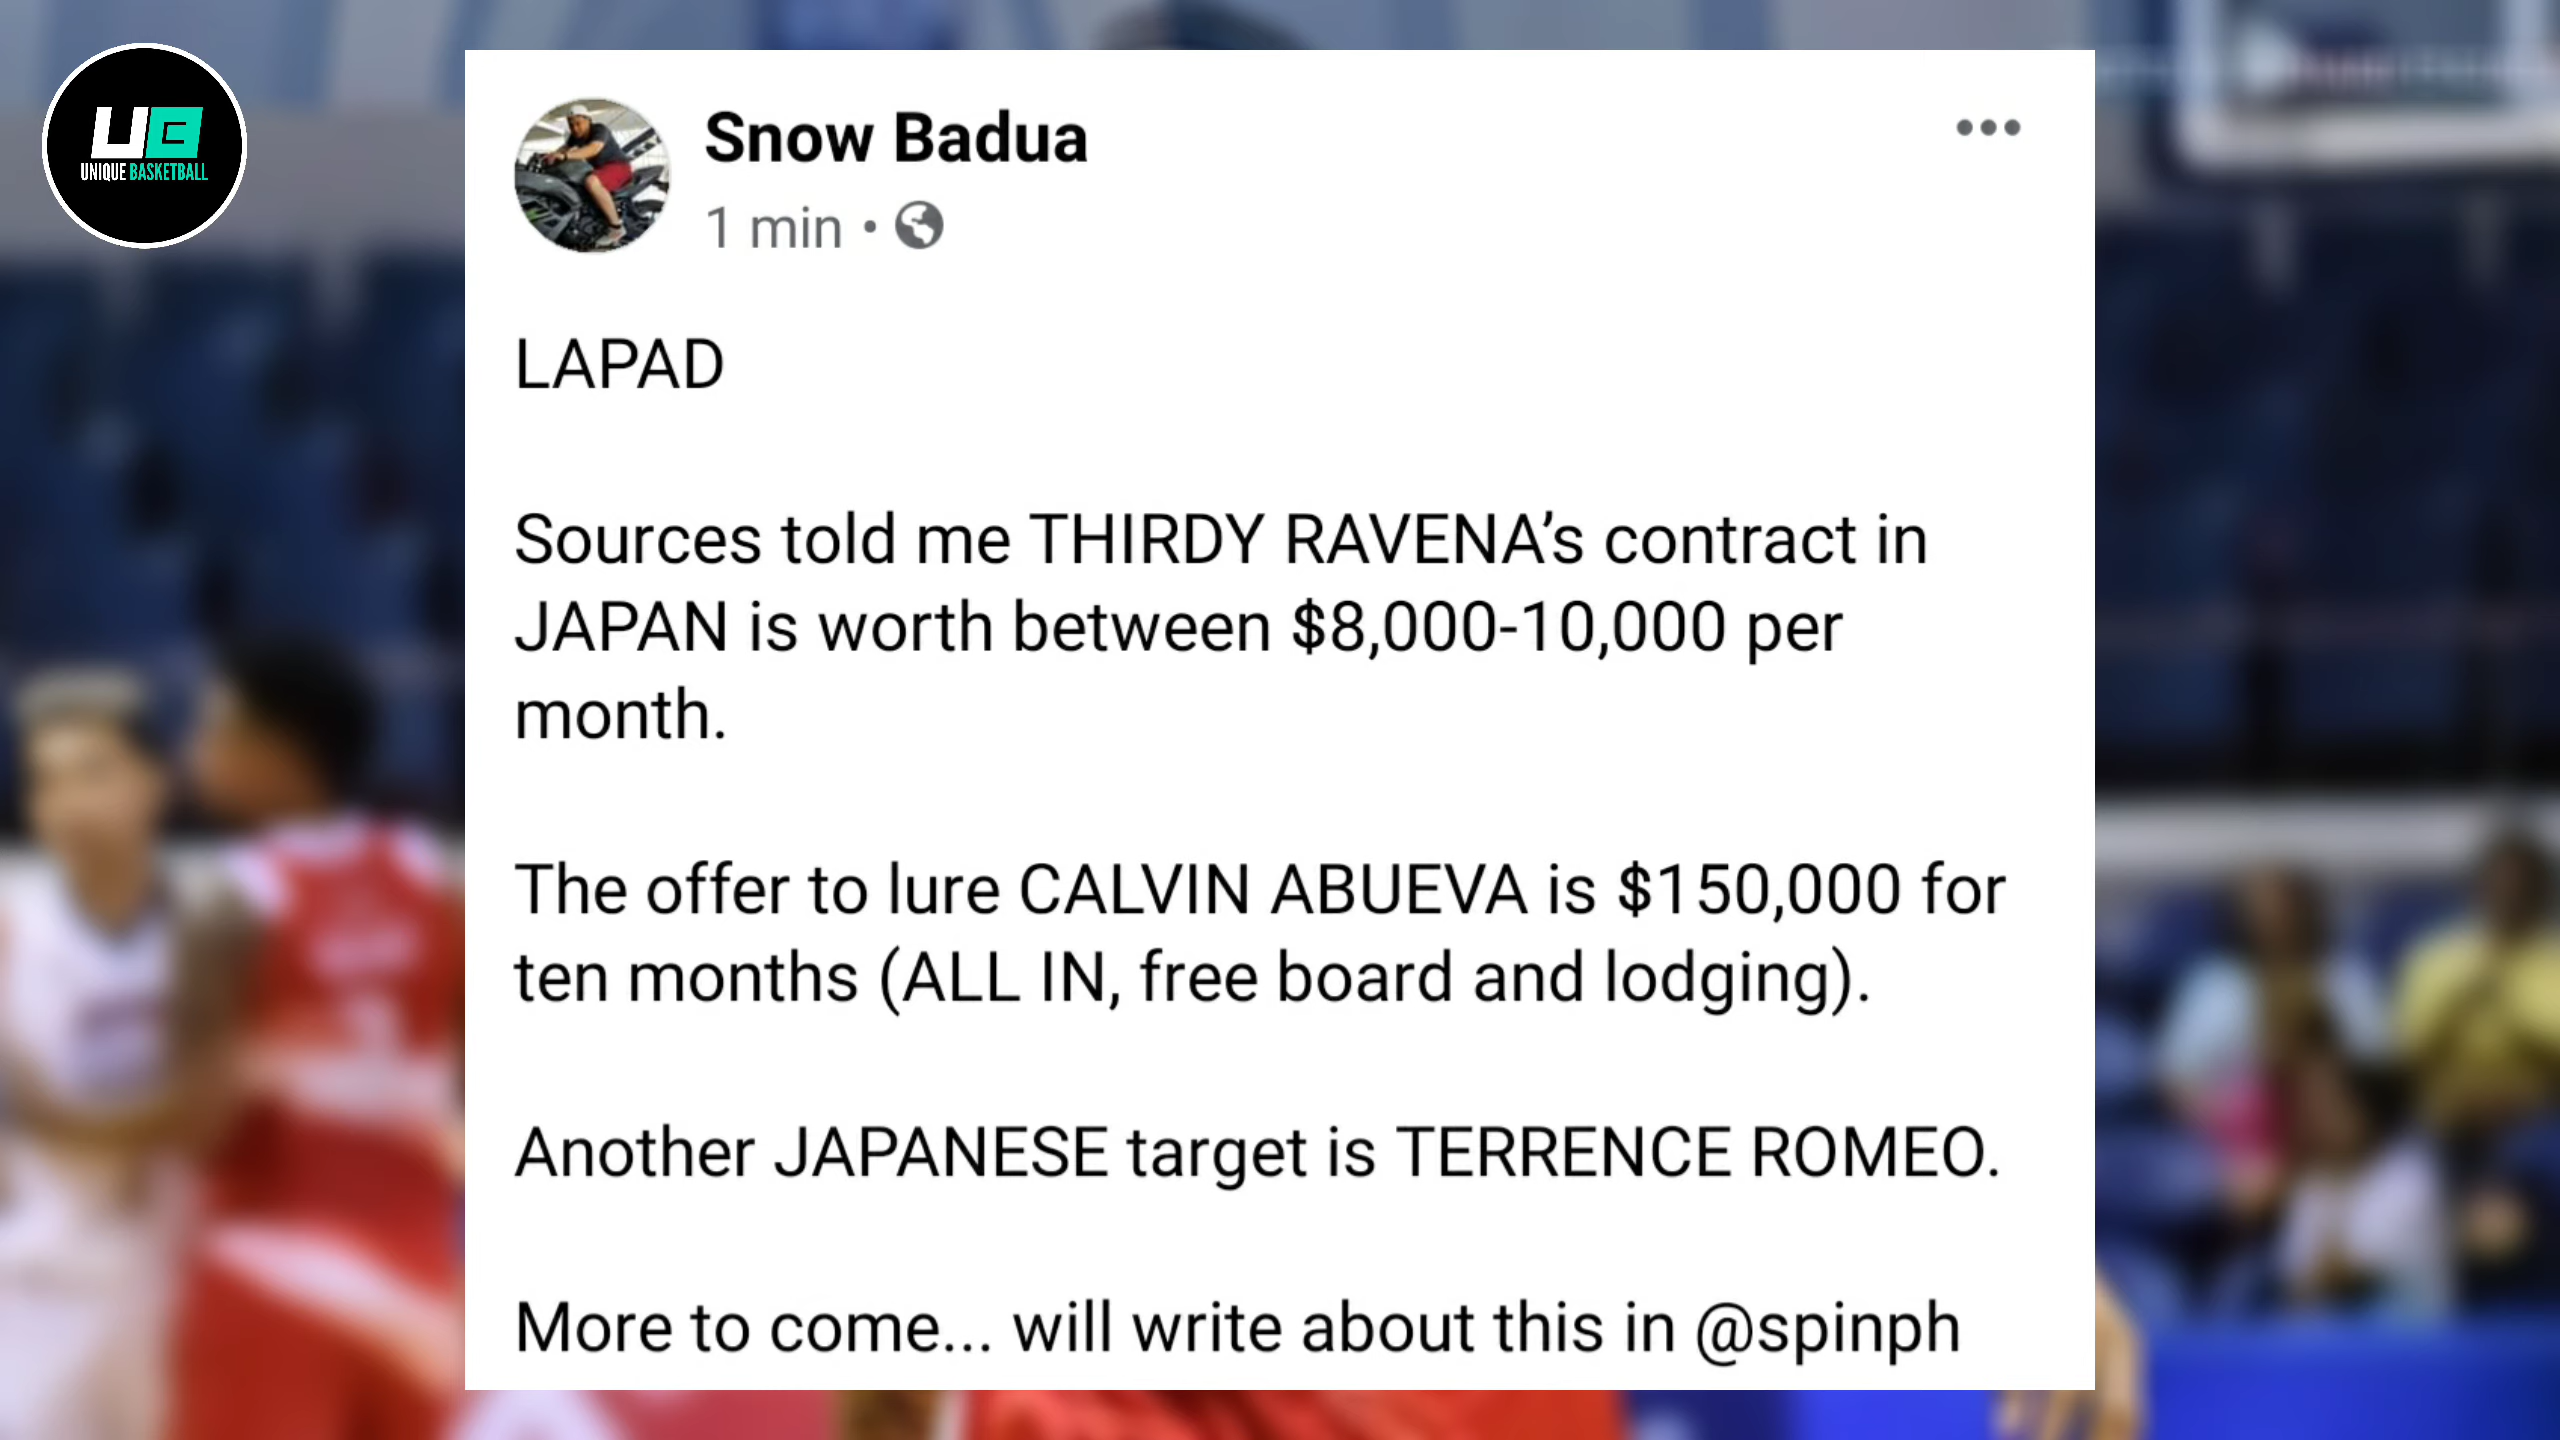 UB
UNIQUE BASKETBALL
Snow Badua
1 min •
LAPAD
Sources told me THIRDY RAVENA’s contract in
JAPAN is worth between $8,000-10,000 per
month.
The offer to lure CALVIN ABUEVA is $150,000 for
ten months (ALL IN, free board and lodging).
Another JAPANESE target is TERRENCE ROMEO.
More to come... will write about this in @spinph